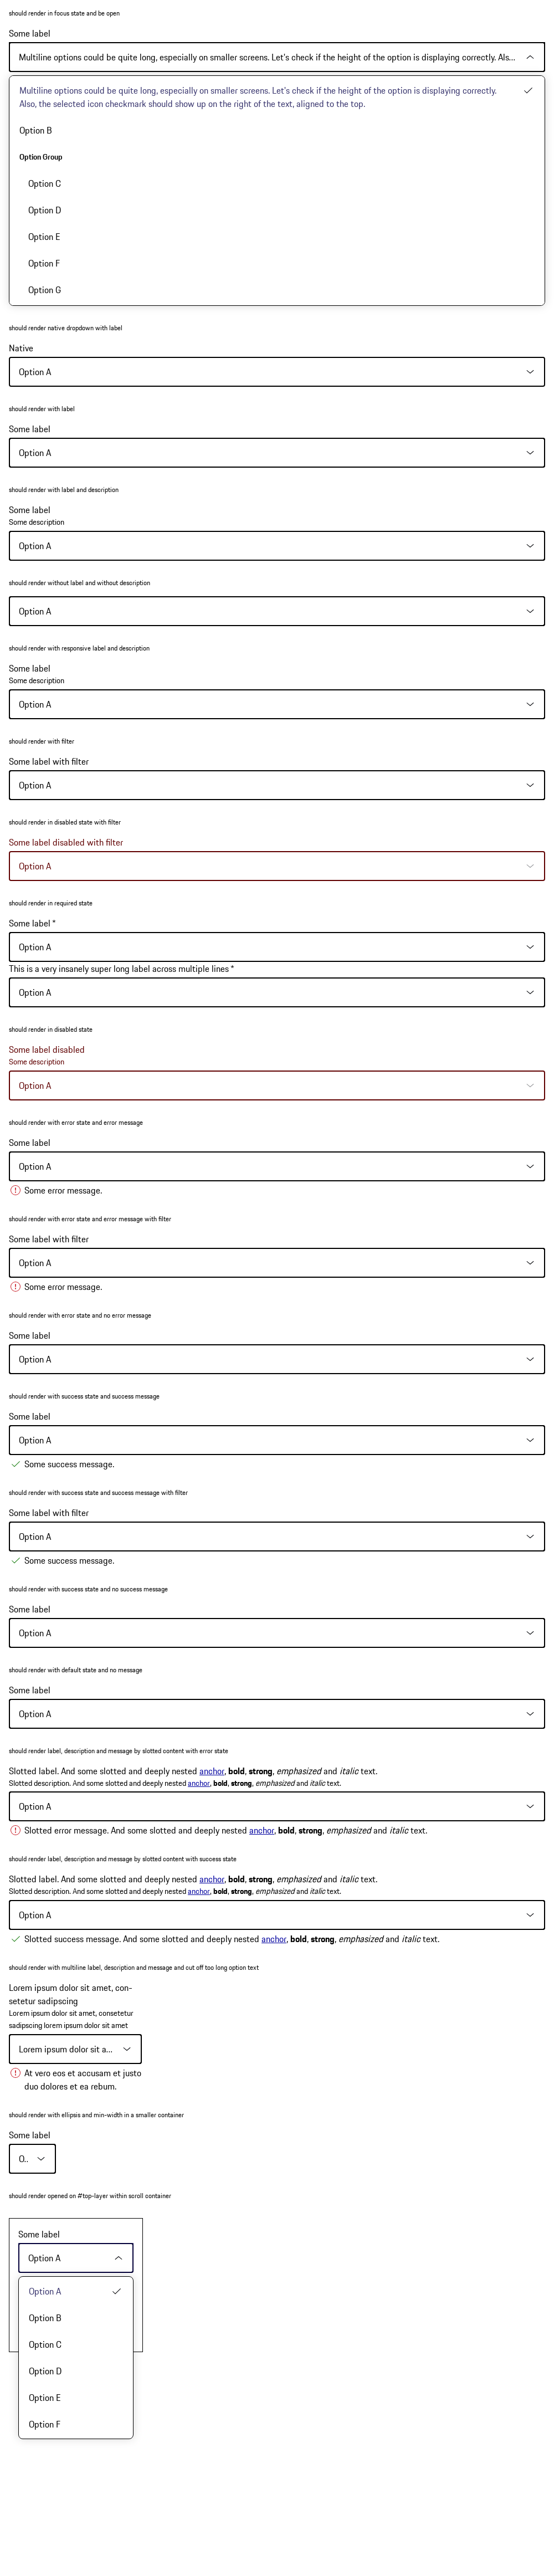 should render in focus state and be open
Some label
Multiline options could be quite long, especially on smaller screens. Let's check if the height of the option is displaying correctly. Als...
Multiline options could be quite long, especially on smaller screens. Let's check if the height of the option is displaying correctly.
Also, the selected icon checkmark should show up on the right of the text, aligned to the top.
Option B
Option Group
Option C
Option D
Option E
Option F
Option G
should render native dropdown with label
Native
Option A
should render with label
Some label
Option A
should render with label and description
Some label
Some description
Option A
should render without label and without description
Option A
should render with responsive label and description
Some label
Some description
Option A
should render with filter
Some label with filter
Option A
should render in disabled state with filter
Some label disabled with filter
Option A
should render in required state
Some label *
Option A
This is a very insanely super long label across multiple lines *
Option A
should render in disabled state
Some label disabled
Some description
Option A
should render with error state and error message
Some label
Option A
Some error message.
should render with error state and error message with filter
Some label with filter
Option A
Some error message.
should render with error state and no error message
Some label
Option A
should render with success state and success message
Some label
Option A
Some success message.
should render with success state and success message with filter
Some label with filter
Option A
Some success message.
should render with success state and no success message
Some label
Option A
should render with default state and no message
Some label
Option A
should render label, description and message by slotted content with error state
Slotted label. And some slotted and deeply nested anchor, bold, strong, emphasized and italic text.
Slotted description. And some slotted and deeply nested anchor, bold, strong, emphasized and italic text.
Option A
Slotted error message. And some slotted and deeply nested anchor, bold, strong, emphasized and italic text.
should render label, description and message by slotted content with success state
Slotted label. And some slotted and deeply nested anchor, bold, strong, emphasized and italic text.
Slotted description. And some slotted and deeply nested anchor, bold, strong, emphasized and italic text.
Option A
Slotted success message. And some slotted and deeply nested anchor, bold, strong, emphasized and italic text.
should render with multiline label, description and message and cut off too long option text
Lorem ipsum dolor sit amet, con-
setetur sadipscing
Lorem ipsum dolor sit amet, consetetur
sadipscing lorem ipsum dolor sit amet
Lorem ipsum dolor sit a...
At vero eos et accusam et justo
duo dolores et ea rebum.
should render with ellipsis and min-width in a smaller container
Some label
O..
should render opened on #top-layer within scroll container
Some label
Option A
Option A
Option B
Option C
Option D
Option E
Option F